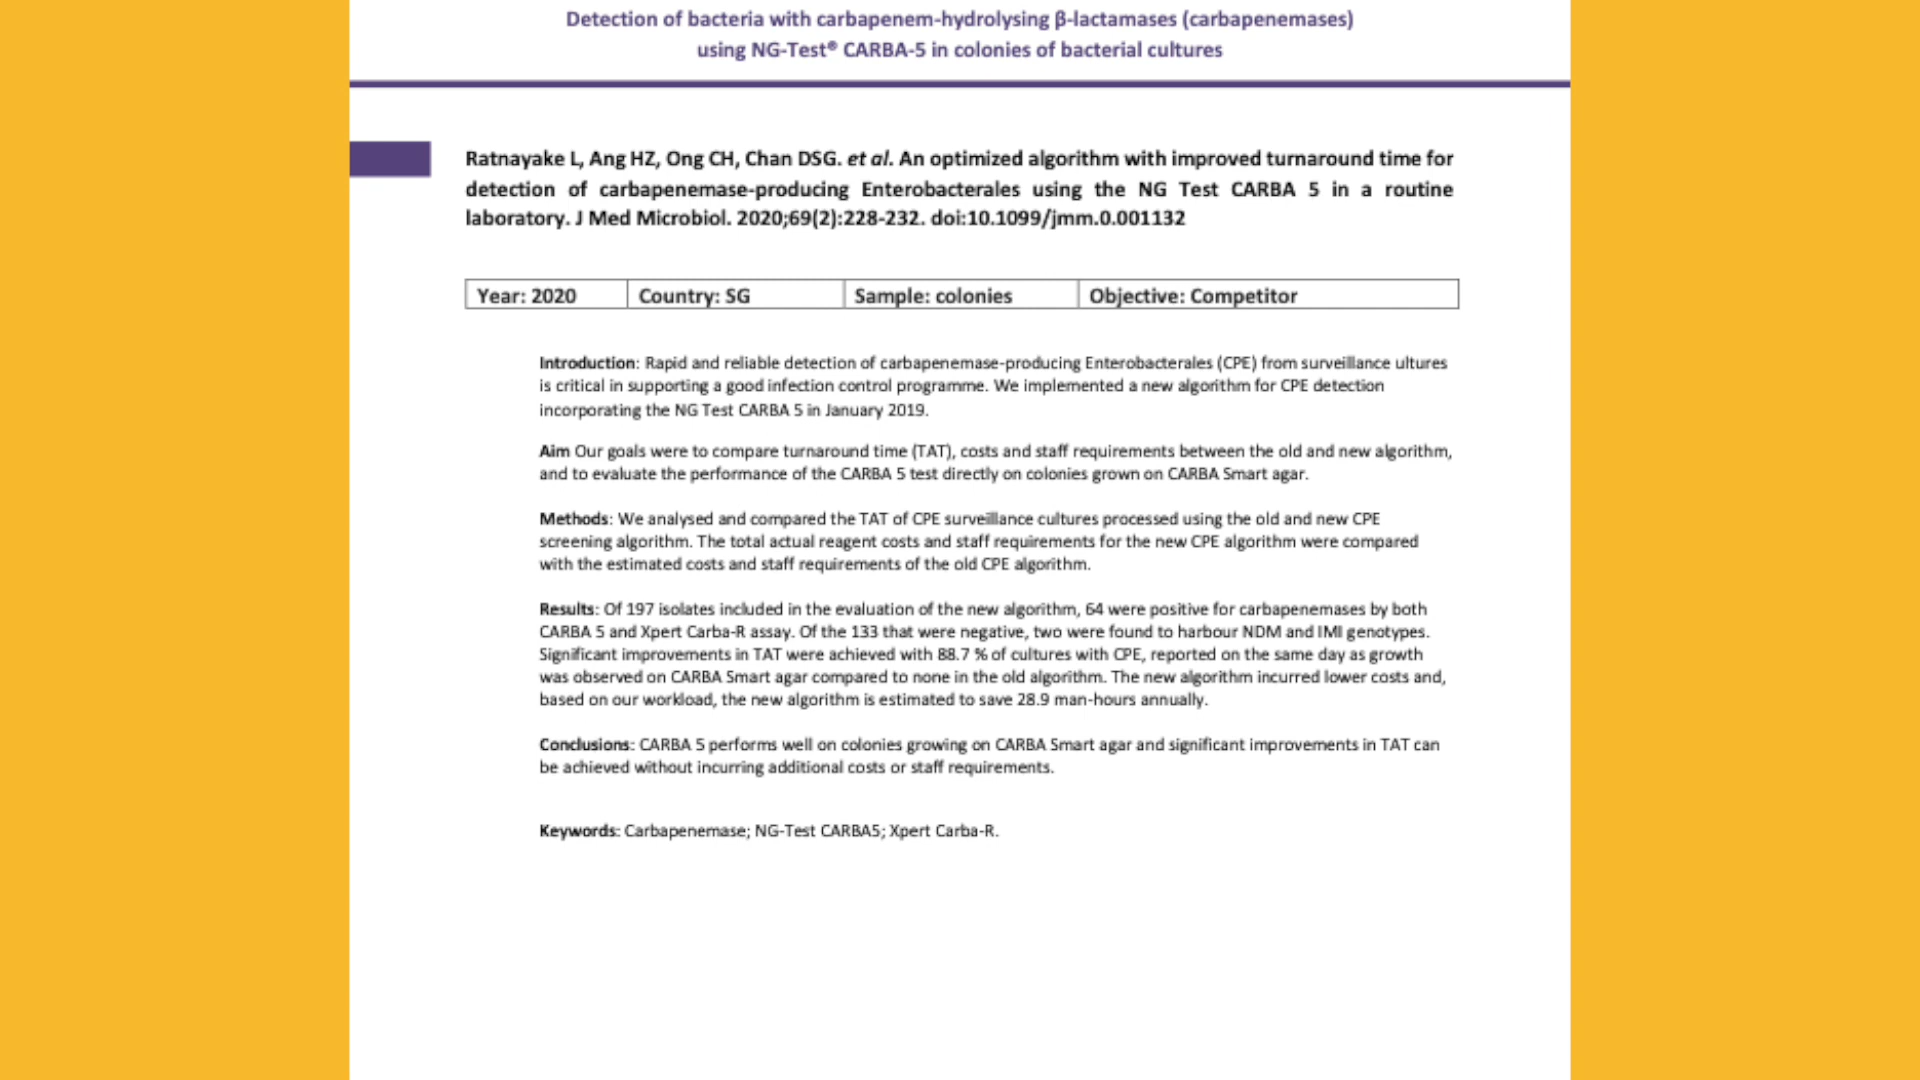 Detection of bacteria with carbapenem-hydrolysing β-lactamases (carbapenemases)
using NG-Test® CARBA-5 in colonies of bacterial cultures
Ratnayake L, Ang HZ, Ong CH, Chan DSG. et al. An optimized algorithm with improved turnaround time for
detection of carbapenemase-producing Enterobacterales using the NG Test CARBA 5 in a routine
laboratory. J Med Microbiol. 2020;69(2):228-232. doi:10.1099/jmm.0.001132
Year: 2020 Country: SG Sample: colonies Objective: Competitor
Introduction: Rapid and reliable detection of carbapenemase-producing Enterobacterales (CPE) from surveillance ultures
is critical in supporting a good infection control programme. We implemented a new algorithm for CPE detection
incorporating the NG Test CARBA 5 in January 2019.
Aim Our goals were to compare turnaround time (TAT), costs and staff requirements between the old and new algorithm,
and to evaluate the performance of the CARBA 5 test directly on colonies grown on CARBA Smart agar.
Methods: We analysed and compared the TAT of CPE surveillance cultures processed using the old and new CPE
screening algorithm. The total actual reagent costs and staff requirements for the new CPE algorithm were compared
with the estimated costs and staff requirements of the old CPE algorithm.
Results: Of 197 isolates included in the evaluation of the new algorithm, 64 were positive for carbapenemases by both
CARBA 5 and Xpert Carba-R assay. Of the 133 that were negative, two were found to harbour NDM and IMI genotypes.
Significant improvements in TAT were achieved with 88.7 % of cultures with CPE, reported on the same day as growth
was observed on CARBA Smart agar compared to none in the old algorithm. The new algorithm incurred lower costs and,
based on our workload, the new algorithm is estimated to save 28.9 man-hours annually.
Conclusions: CARBA 5 performs well on colonies growing on CARBA Smart agar and significant improvements in TAT can
be achieved without incurring additional costs or staff requirements.
Keywords: Carbapenemase; NG-Test CARBA5; Xpert Carba-R.